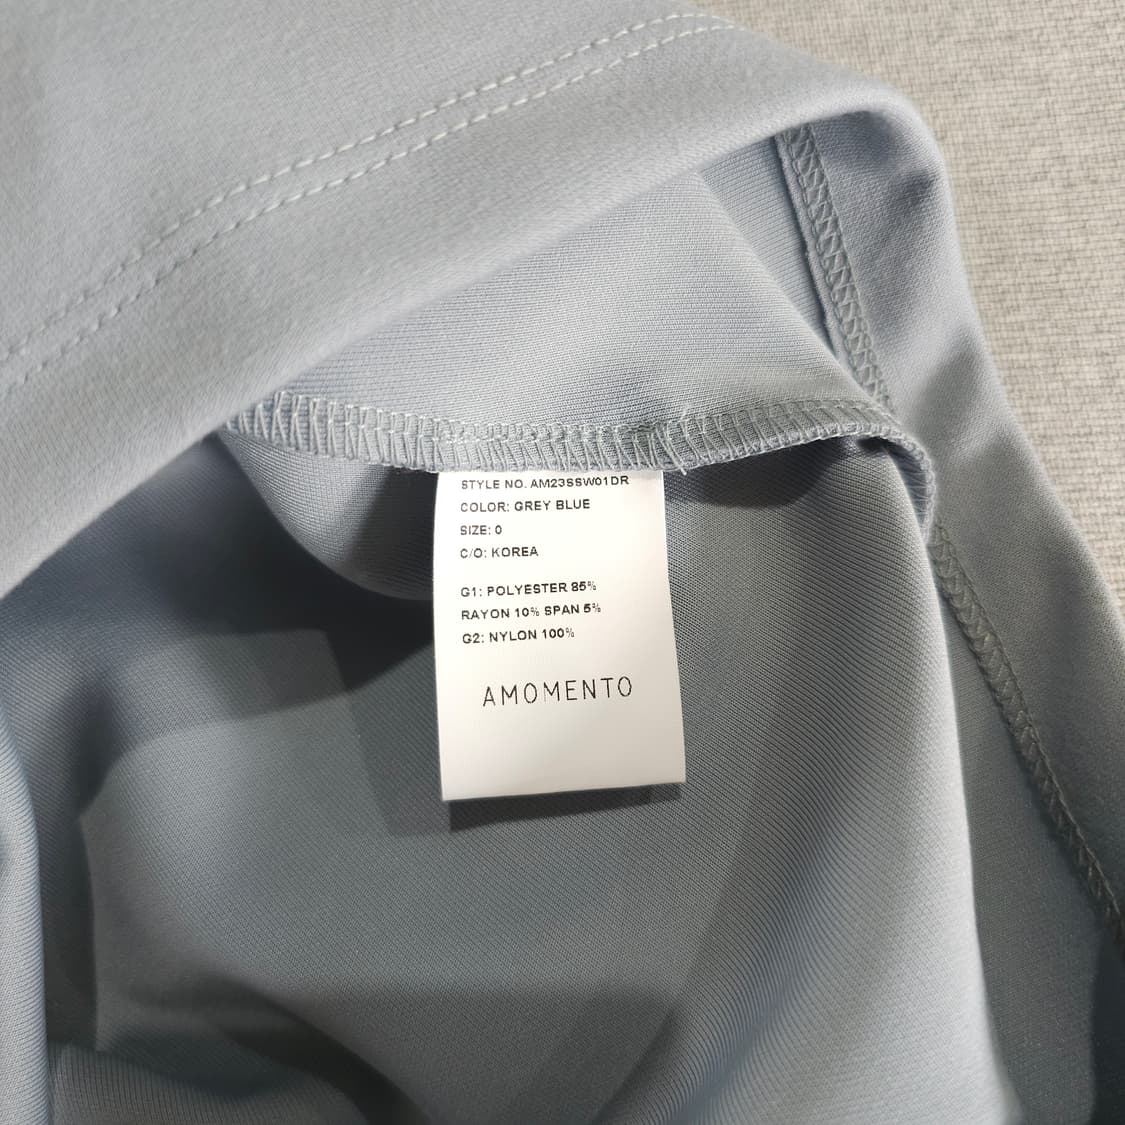 STYLE NO. AM23SSW01DR
COLOR: GREY BLUE
SIZE: 0
C/O: KOREA
G1: POLYESTER 85%
RAYON 10% SPAN 5%
G2: NYLON 100%
AMOMENTO